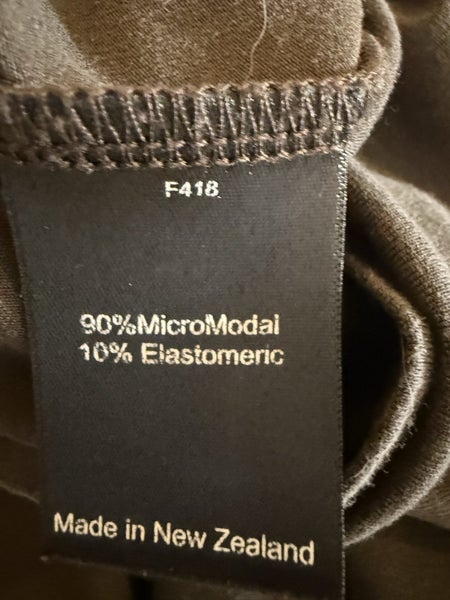 F418
90%MicroModal
10% Elastomeric
Made in New Zealand